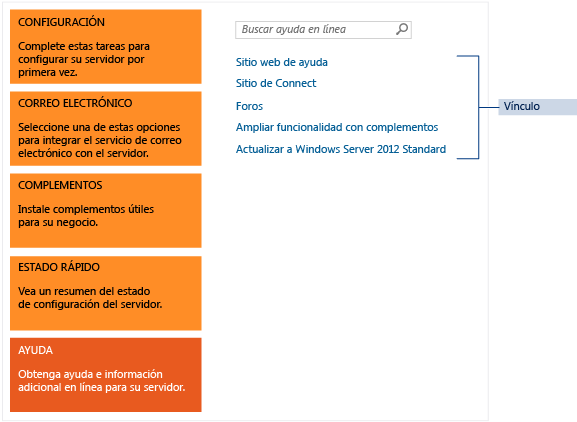 CONFIGURACIÓN
Complete estas tareas para
configurar su servidor por
primera vez.
CORREO ELECTRÓNICO
Seleccione una de estas opciones
para integrar el servicio de correo
electrónico con el servidor.
COMPLEMENTOS
Instale complementos útiles
para su negocio.
ESTADO RÁPIDO
Vea un resumen del estado
de configuración del servidor.
AYUDA
Obtenga ayuda e información
adicional en línea para su servidor.
Buscar ayuda en línea
Sitio web de ayuda
Sitio de Connect
Foros
Ampliar funcionalidad con complementos
Actualizar a Windows Server 2012 Standard
Vínculo